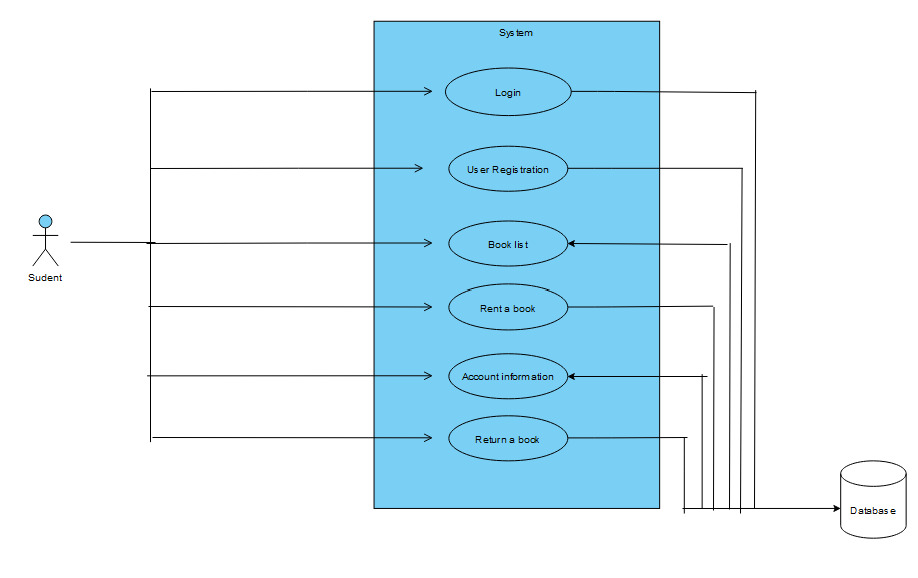 System
Login
User Registration
Book list
Sudent
Rent a book
Account information
Return a book
Database